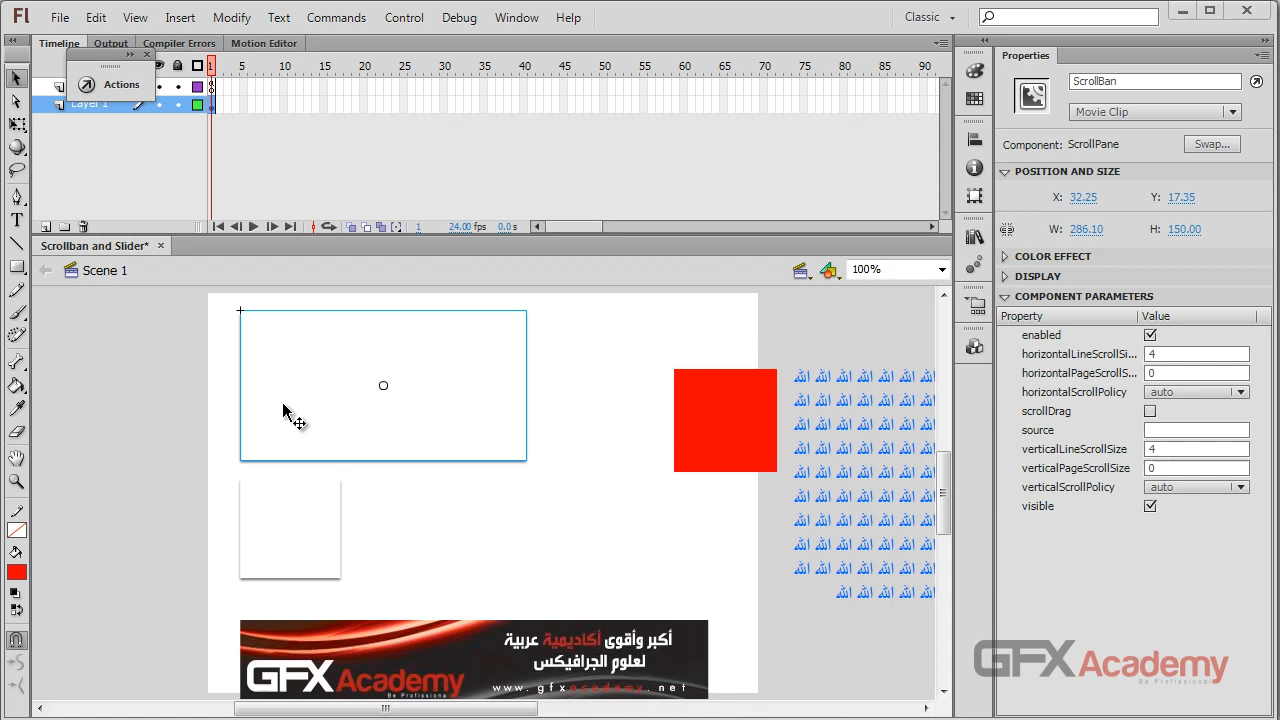 Fl File Edit View Insert Modify Text Commands Control Debug Window Help Classic
Timeline Output Compiler Errors Motion Editor
Actions
1 5 10 15 20 25 30 35 40 45 50 55 60 65 70 75 80 85 90
Layer 1
1 24.00 fps 0.0 s
Scrollban and Slider*
Scene 1
100%
الله الله الله الله الله الله الله
الله الله الله الله الله الله الله
الله الله الله الله الله الله الله
الله الله الله الله الله الله الله
الله الله الله الله الله الله الله
الله الله الله الله الله الله الله
الله الله الله الله الله الله الله
الله الله الله الله الله الله الله
الله الله الله الله الله الله الله
الله الله الله الله الله
أكبر وأقوى أكاديمية عربية
لعلوم الجرافيكس
GFX Academy
Be Professional
www.gfxacademy.net
Properties
ScrollBan
Movie Clip
Component: ScrollPane Swap...
POSITION AND SIZE
X: 32.25 Y: 17.35
W: 286.10 H: 150.00
COLOR EFFECT
DISPLAY
COMPONENT PARAMETERS
Property Value
enabled
horizontalLineScrollSi... 4
horizontalPageScrollS... 0
horizontalScrollPolicy auto
scrollDrag
source
verticalLineScrollSize 4
verticalPageScrollSize 0
verticalScrollPolicy auto
visible
GFX Academy
Be Professional